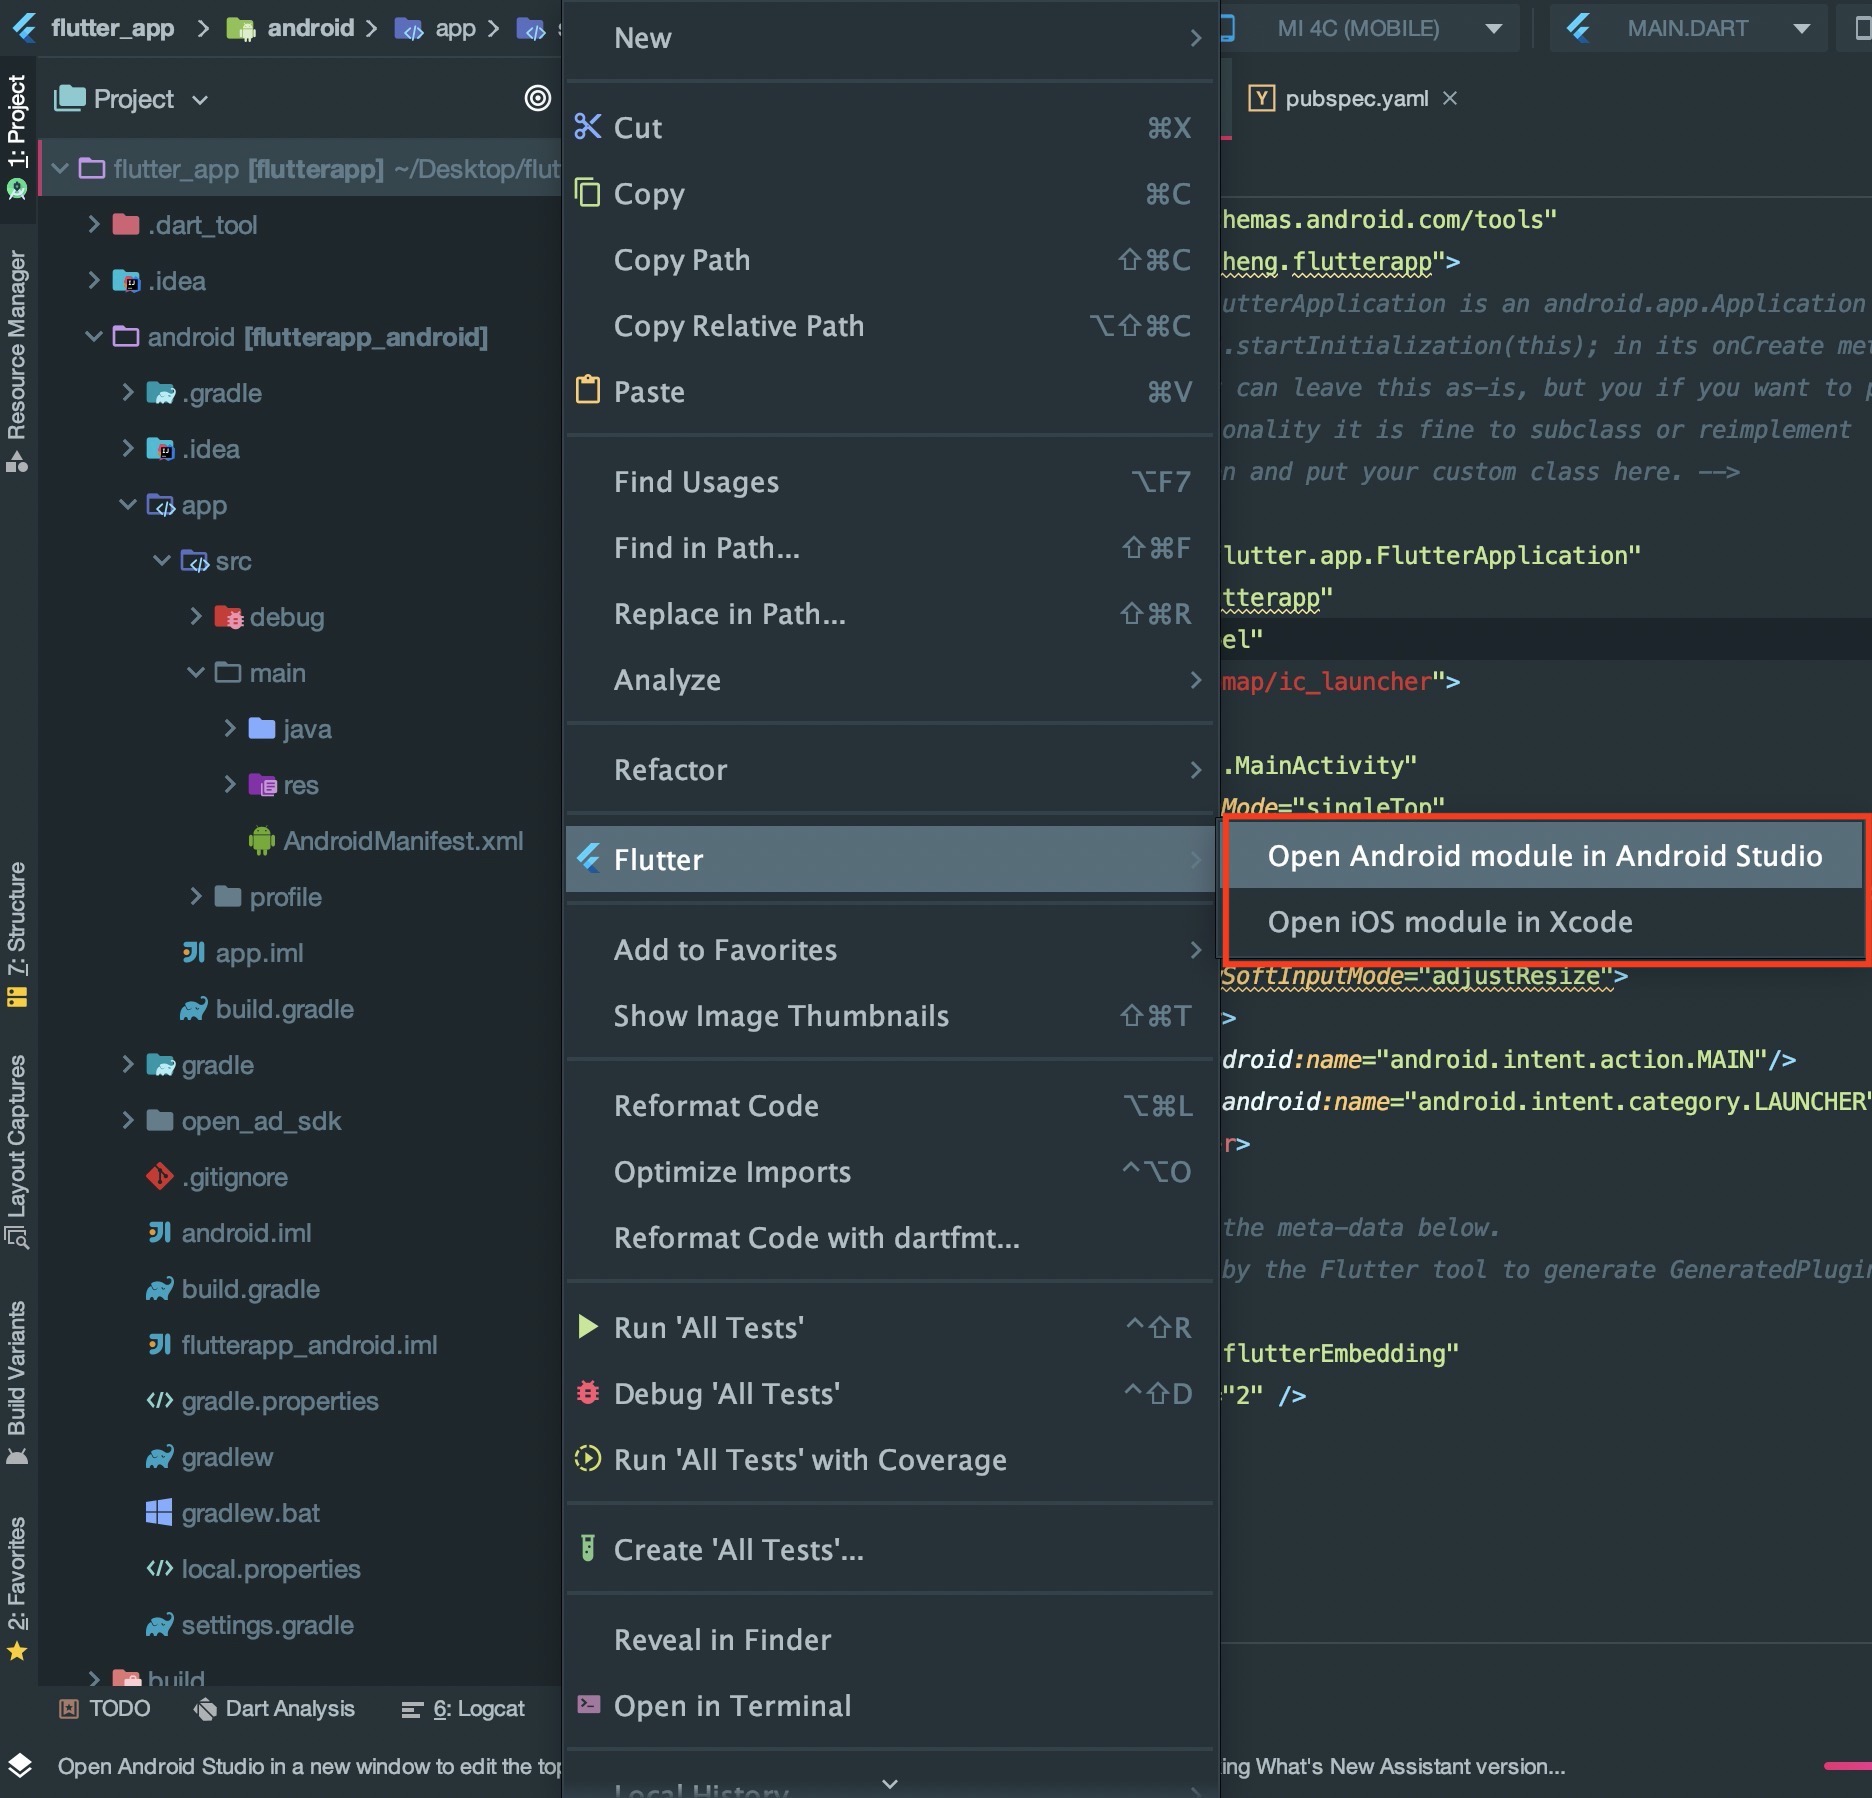 flutter_app
android
app
MI 4C (MOBILE)
MAIN.DART
Project
pubspec.yaml
1: Project
Resource Manager
7: Structure
Layout Captures
Build Variants
2: Favorites
flutter_app [flutterapp] ~/Desktop/flut
.dart_tool
.idea
android [flutterapp_android]
.gradle
.idea
app
src
debug
main
java
res
AndroidManifest.xml
profile
app.iml
build.gradle
gradle
open_ad_sdk
.gitignore
android.iml
build.gradle
flutterapp_android.iml
gradle.properties
gradlew
gradlew.bat
local.properties
settings.gradle
build
New
Cut ⌘X
Copy ⌘C
Copy Path ⇧⌘C
Copy Relative Path ⌥⇧⌘C
Paste ⌘V
Find Usages ⌥F7
Find in Path... ⇧⌘F
Replace in Path... ⇧⌘R
Analyze
Refactor
Flutter
Add to Favorites
Show Image Thumbnails ⇧⌘T
Reformat Code ⌥⌘L
Optimize Imports ^⌥O
Reformat Code with dartfmt...
Run 'All Tests' ^⇧R
Debug 'All Tests' ^⇧D
Run 'All Tests' with Coverage
Create 'All Tests'...
Reveal in Finder
Open in Terminal
Local History
Open Android module in Android Studio
Open iOS module in Xcode
hemas.android.com/tools"
heng.flutterapp">
utterApplication is an android.app.Application
.startInitialization(this); in its onCreate met
can leave this as-is, but you if you want to p
onality it is fine to subclass or reimplement
n and put your custom class here. -->
lutter.app.FlutterApplication"
tterapp"
el"
map/ic_launcher">
.MainActivity"
Mode="singleTop"
SoftInputMode="adjustResize">
>
droid:name="android.intent.action.MAIN"/>
android:name="android.intent.category.LAUNCHER"
r>
the meta-data below.
by the Flutter tool to generate GeneratedPlugin
flutterEmbedding"
="2" />
TODO
Dart Analysis
6: Logcat
Open Android Studio in a new window to edit the top
ing What's New Assistant version...